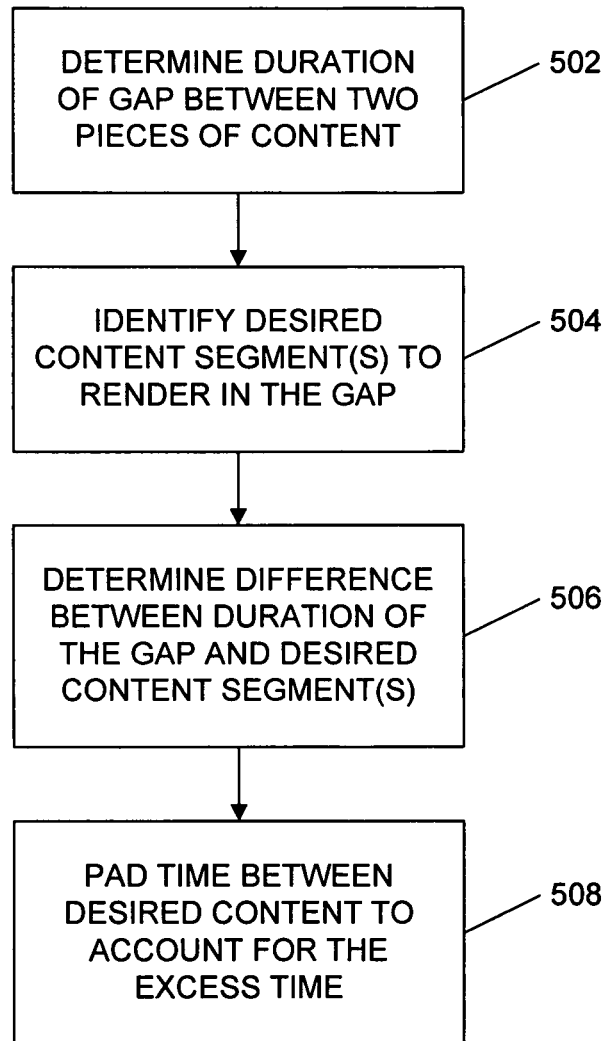 DETERMINE DURATION
OF GAP BETWEEN TWO
PIECES OF CONTENT
502
IDENTIFY DESIRED
CONTENT SEGMENT(S) TO
RENDER IN THE GAP
504
DETERMINE DIFFERENCE
BETWEEN DURATION OF
THE GAP AND DESIRED
CONTENT SEGMENT(S)
506
PAD TIME BETWEEN
DESIRED CONTENT TO
ACCOUNT FOR THE
EXCESS TIME
508